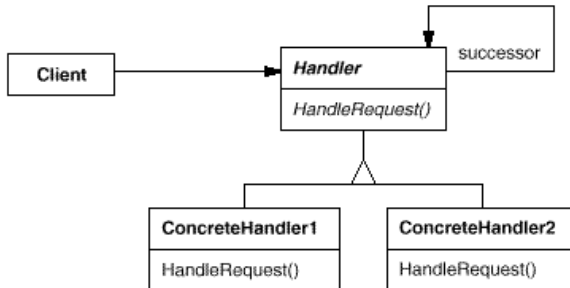 successor
Client
Handler
HandleRequest()
ConcreteHandler1
ConcreteHandler2
HandleRequest()
HandleRequest()